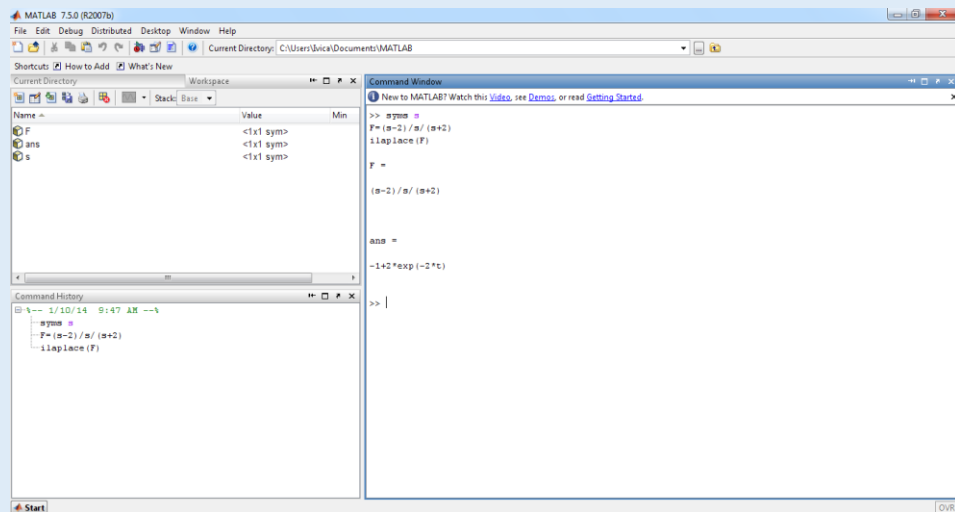 MATLAB 7.5.0 (R2007b)
File Edit Debug Distributed Desktop Window Help
Current Directory: C:\Users\Ivica\Documents\MATLAB
Shortcuts How to Add What's New
Current Directory Workspace
Stack: Base
Name Value Min
F <1x1 sym>
ans <1x1 sym>
s <1x1 sym>
Command History
%-- 1/10/14 9:47 AM --%
syms s
F=(s-2)/s/(s+2)
ilaplace(F)
Command Window
New to MATLAB? Watch this Video, see Demos, or read Getting Started.
>> syms s
F=(s-2)/s/(s+2)
ilaplace(F)
F =
(s-2)/s/(s+2)
ans =
-1+2*exp(-2*t)
>>
Start
OVR